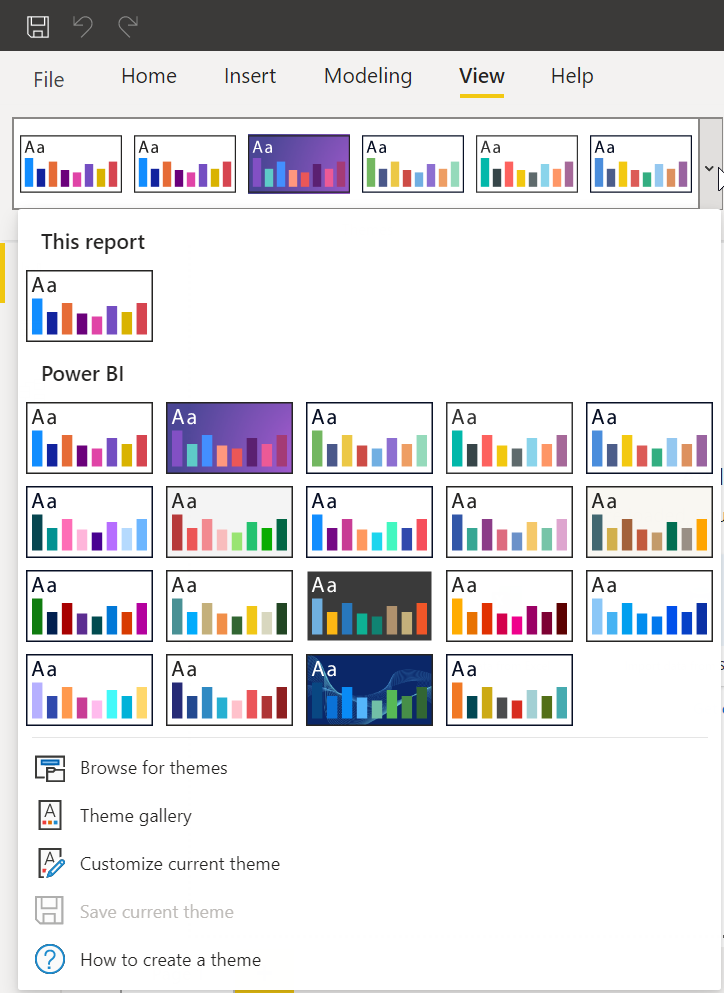 File Home Insert Modeling View Help
Aa Aa Aa Aa Aa Aa
This report
Aa
Power BI
Aa Aa Aa Aa Aa
Aa Aa Aa Aa Aa
Aa Aa Aa Aa Aa
Aa Aa Aa Aa
Browse for themes
Theme gallery
Customize current theme
Save current theme
How to create a theme